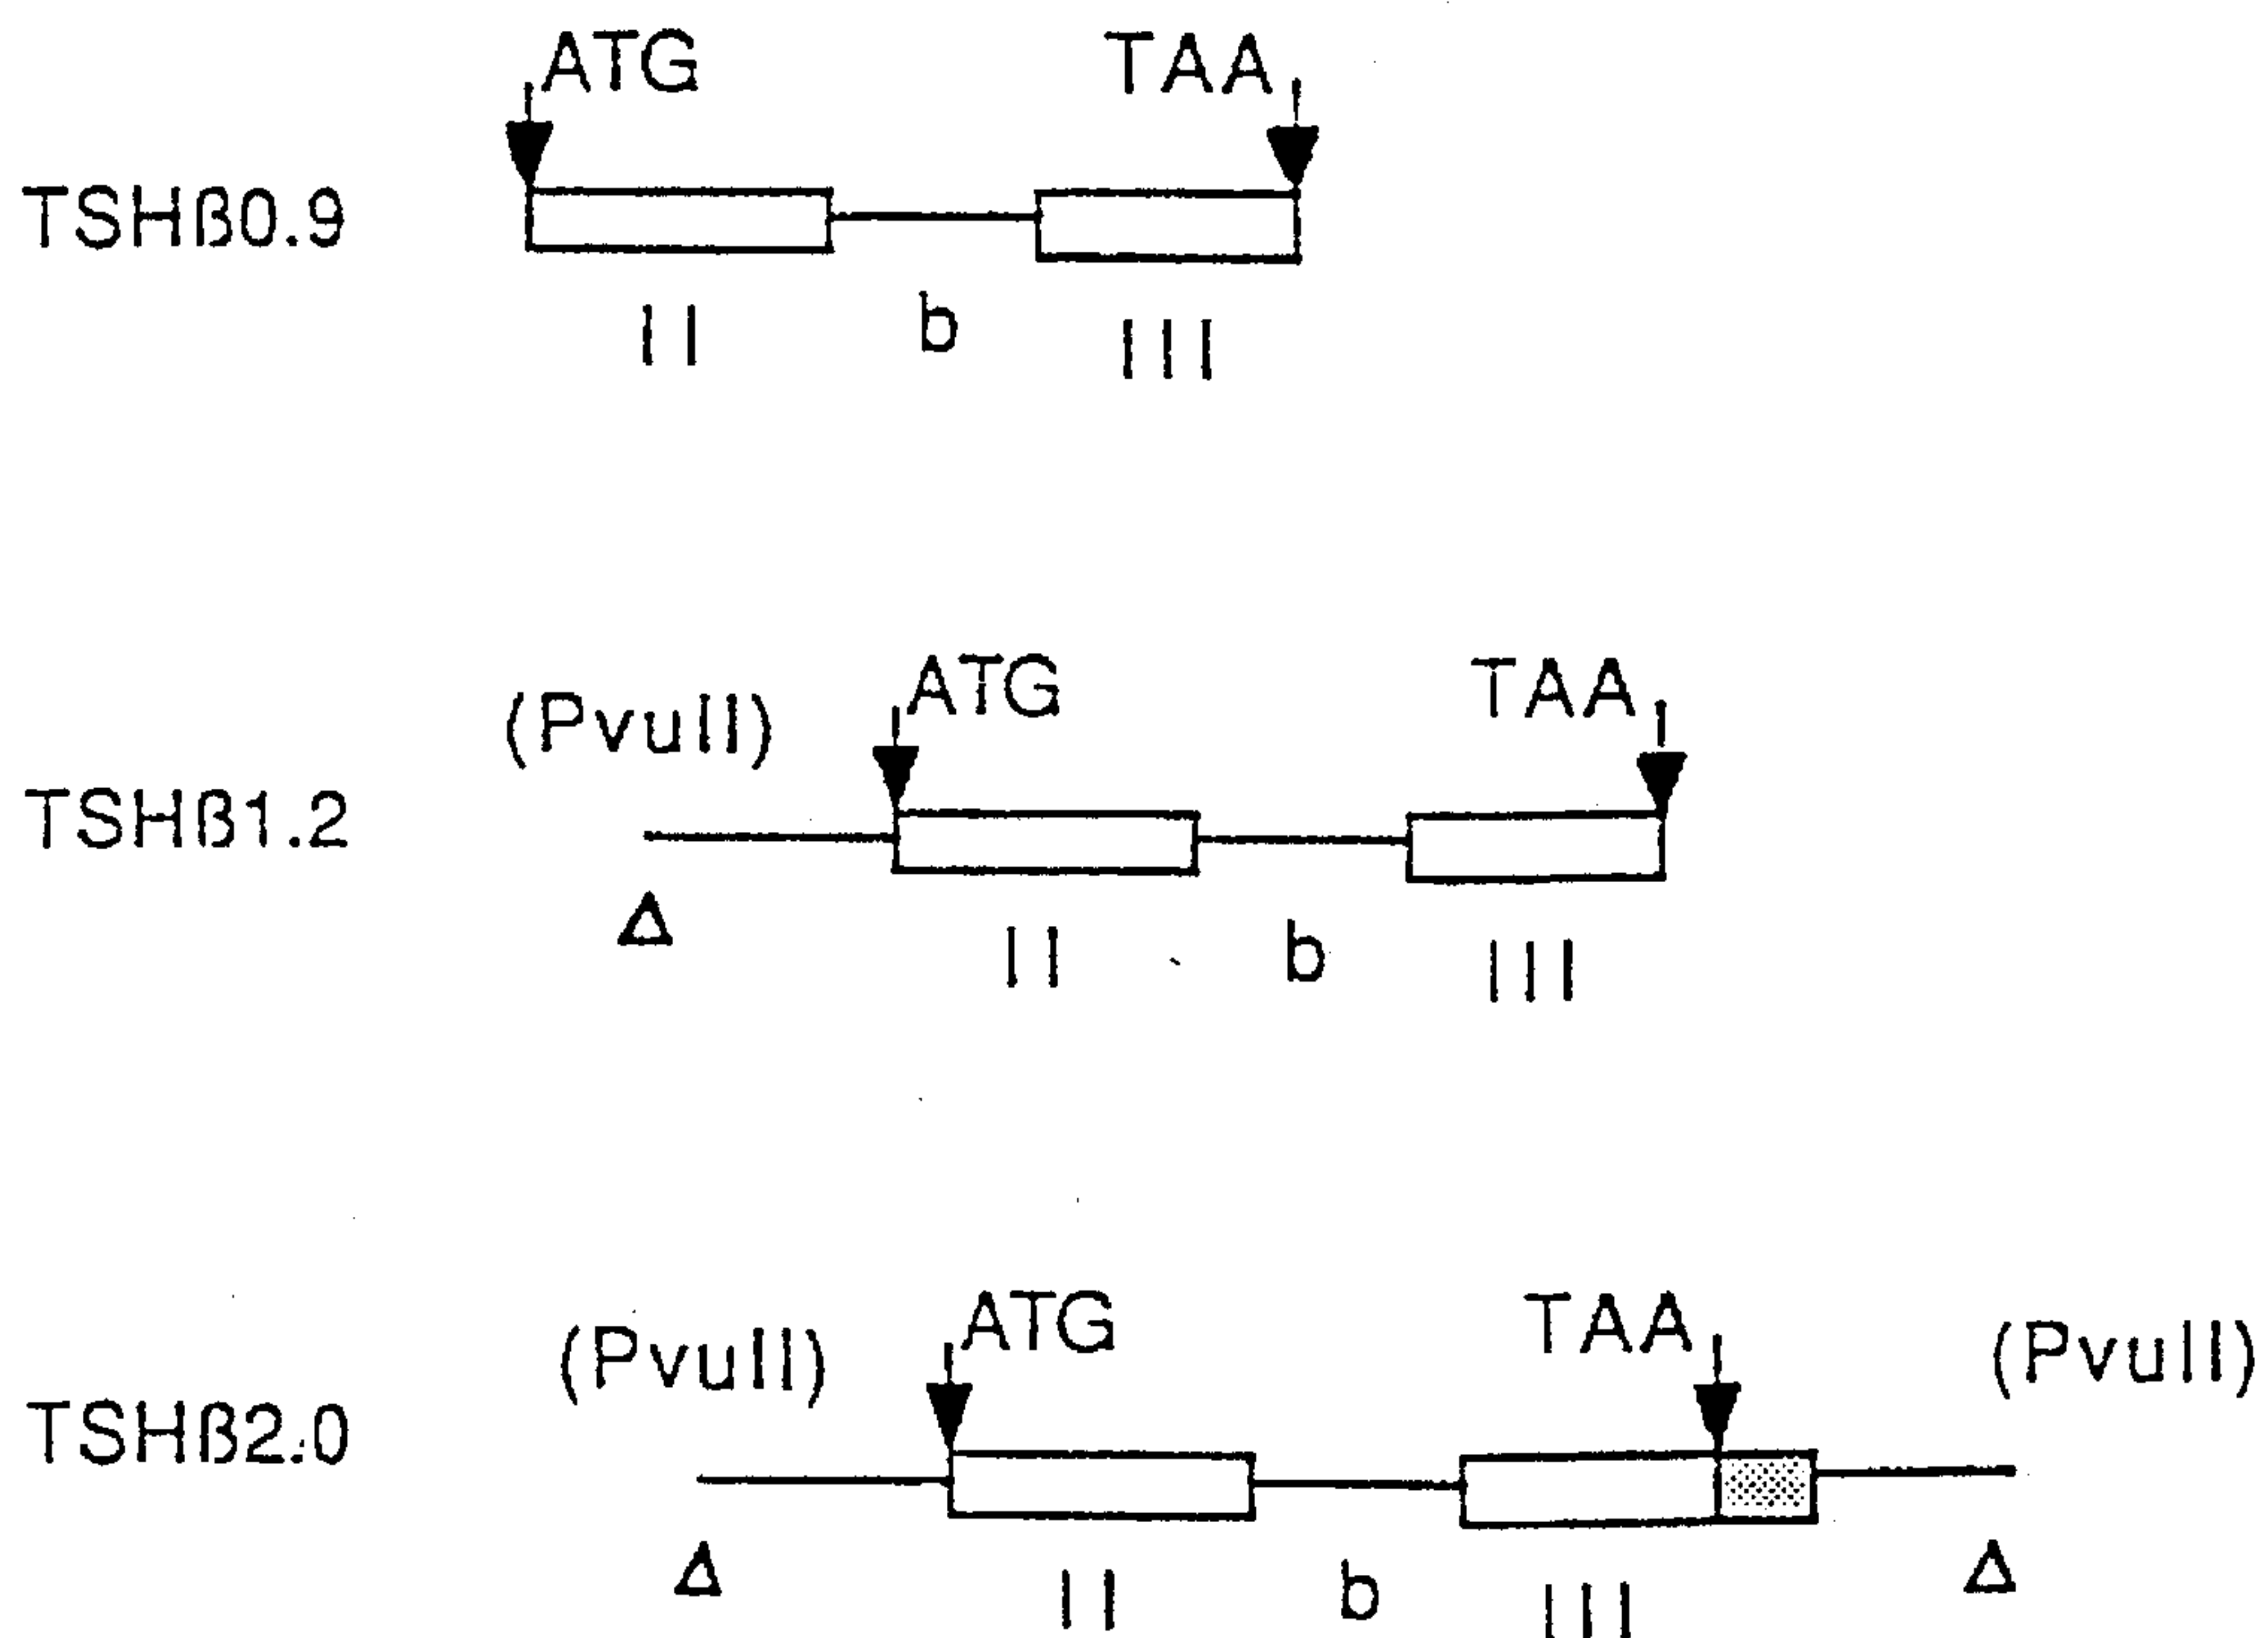 ATG TAA
TSHß0.9
II b III
(PvuII) ATG TAA
TSHß1.2
Δ II b III
(PvuII) ATG TAA (PvuII)
TSHß2.0
Δ II b III Δ